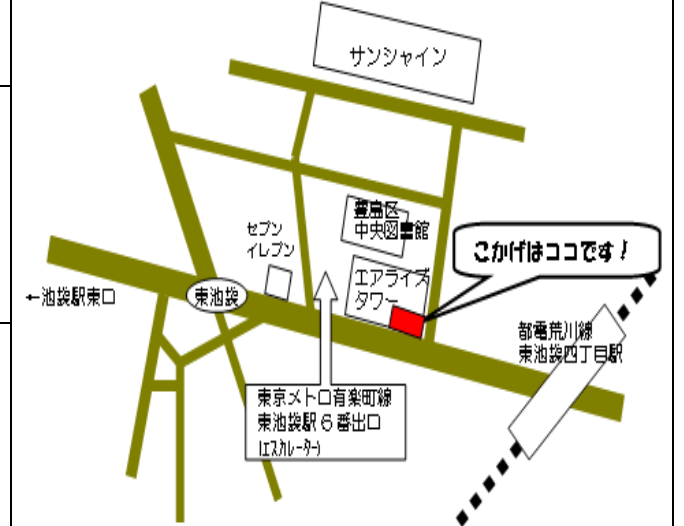 サンシャイン
豊島区
中央図書館
セブン
イレブン
こかげはココです！
エアライズ
タワー
←池袋駅東口
東池袋
都電荒川線
東池袋四丁目駅
東京メトロ有楽町線
東池袋駅６番出口
(エスカレーター)